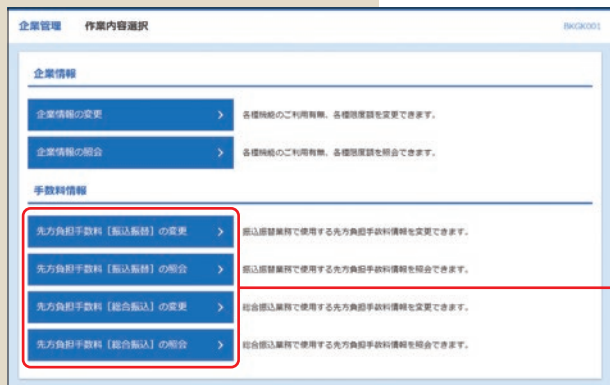 企業管理 作業内容選択 BKGK001
企業情報
企業情報の変更 各種機能のご利用有無、各種限度額を変更できます。
企業情報の照会 各種機能のご利用有無、各種限度額を照会できます。
手数料情報
先方負担手数料［振込振替］の変更 振込振替業務で使用する先方負担手数料情報を変更できます。
先方負担手数料［振込振替］の照会 振込振替業務で使用する先方負担手数料情報を照会できます。
先方負担手数料［総合振込］の変更 総合振込業務で使用する先方負担手数料情報を変更できます。
先方負担手数料［総合振込］の照会 総合振込業務で使用する先方負担手数料情報を照会できます。